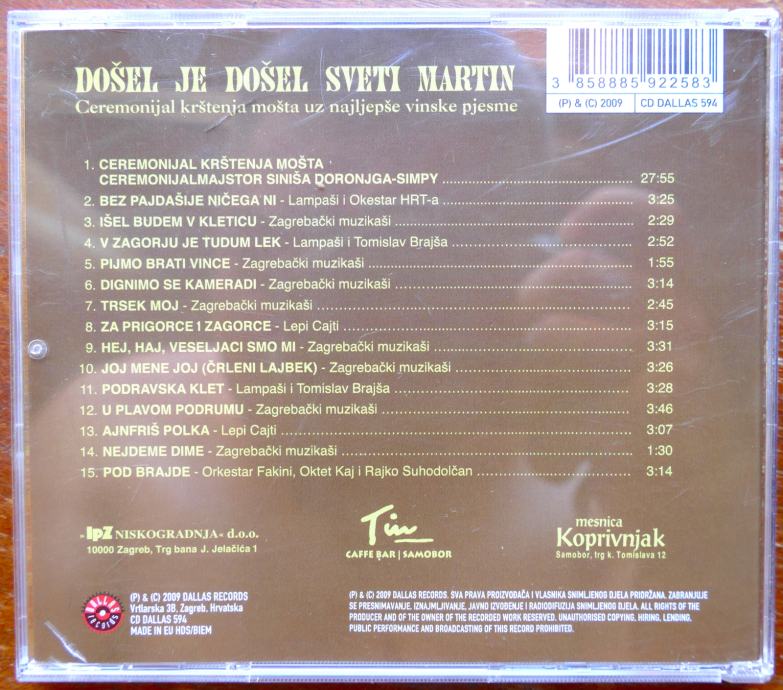 DOŠEL JE DOŠEL SVETI MARTIN
Ceremonijal krštenja mošta uz najljepše vinske pjesme
3 858885 922583
(P) & (C) 2009 CD DALLAS 594
1. CEREMONIJAL KRŠTENJA MOŠTA
CEREMONIJALMAJSTOR SINIŠA DORONJGA-SIMPY 27:55
2. BEZ PAJDAŠIJE NIČEGA NI - Lampaši i Okestar HRT-a 3:25
3. IŠEL BUDEM V KLETICU - Zagrebački muzikaši 2:29
4. V ZAGORJU JE TUDUM LEK - Lampaši i Tomislav Brajša 2:52
5. PIJMO BRATI VINCE - Zagrebački muzikaši 1:55
6. DIGNIMO SE KAMERADI - Zagrebački muzikaši 3:14
7. TRSEK MOJ - Zagrebački muzikaši 2:45
8. ZA PRIGORCE I ZAGORCE - Lepi Cajti 3:15
9. HEJ, HAJ, VESELJACI SMO MI - Zagrebački muzikaši 3:31
10. JOJ MENE JOJ (ČRLENI LAJBEK) - Zagrebački muzikaši 3:26
11. PODRAVSKA KLET - Lampaši i Tomislav Brajša 3:28
12. U PLAVOM PODRUMU - Zagrebački muzikaši 3:46
13. AJNFRIŠ POLKA - Lepi Cajti 3:07
14. NEJDEME DIME - Zagrebački muzikaši 1:30
15. POD BRAJDE - Orkestar Fakini, Oktet Kaj i Rajko Suhodolčan 3:14
»IPZ NISKOGRADNJA« d.o.o.
10000 Zagreb, Trg bana J. Jelačića 1
Tin
CAFFE BAR | SAMOBOR
mesnica
Koprivnjak
Samobor, trg k. Tomislava 12
DALLAS RECORDS
(P) & (C) 2009 DALLAS RECORDS
Vrtlarska 3B, Zagreb, Hrvatska
CD DALLAS 594
MADE IN EU HDS/BIEM
(P) & (C) 2009 DALLAS RECORDS. SVA PRAVA PROIZVOĐAČA I VLASNIKA SNIMLJENOG DJELA PRIDRŽANA. ZABRANJUJE
SE PRESNIMAVANJE, IZNAJMLJIVANJE, JAVNO IZVOĐENJE I RADIODIFUZIJA SNIMLJENOG DJELA. ALL RIGHTS OF THE
PRODUCER AND OF THE OWNER OF THE RECORDED WORK RESERVED. UNAUTHORISED COPYING, HIRING, LENDING,
PUBLIC PERFORMANCE AND BROADCASTING OF THIS RECORD PROHIBITED.